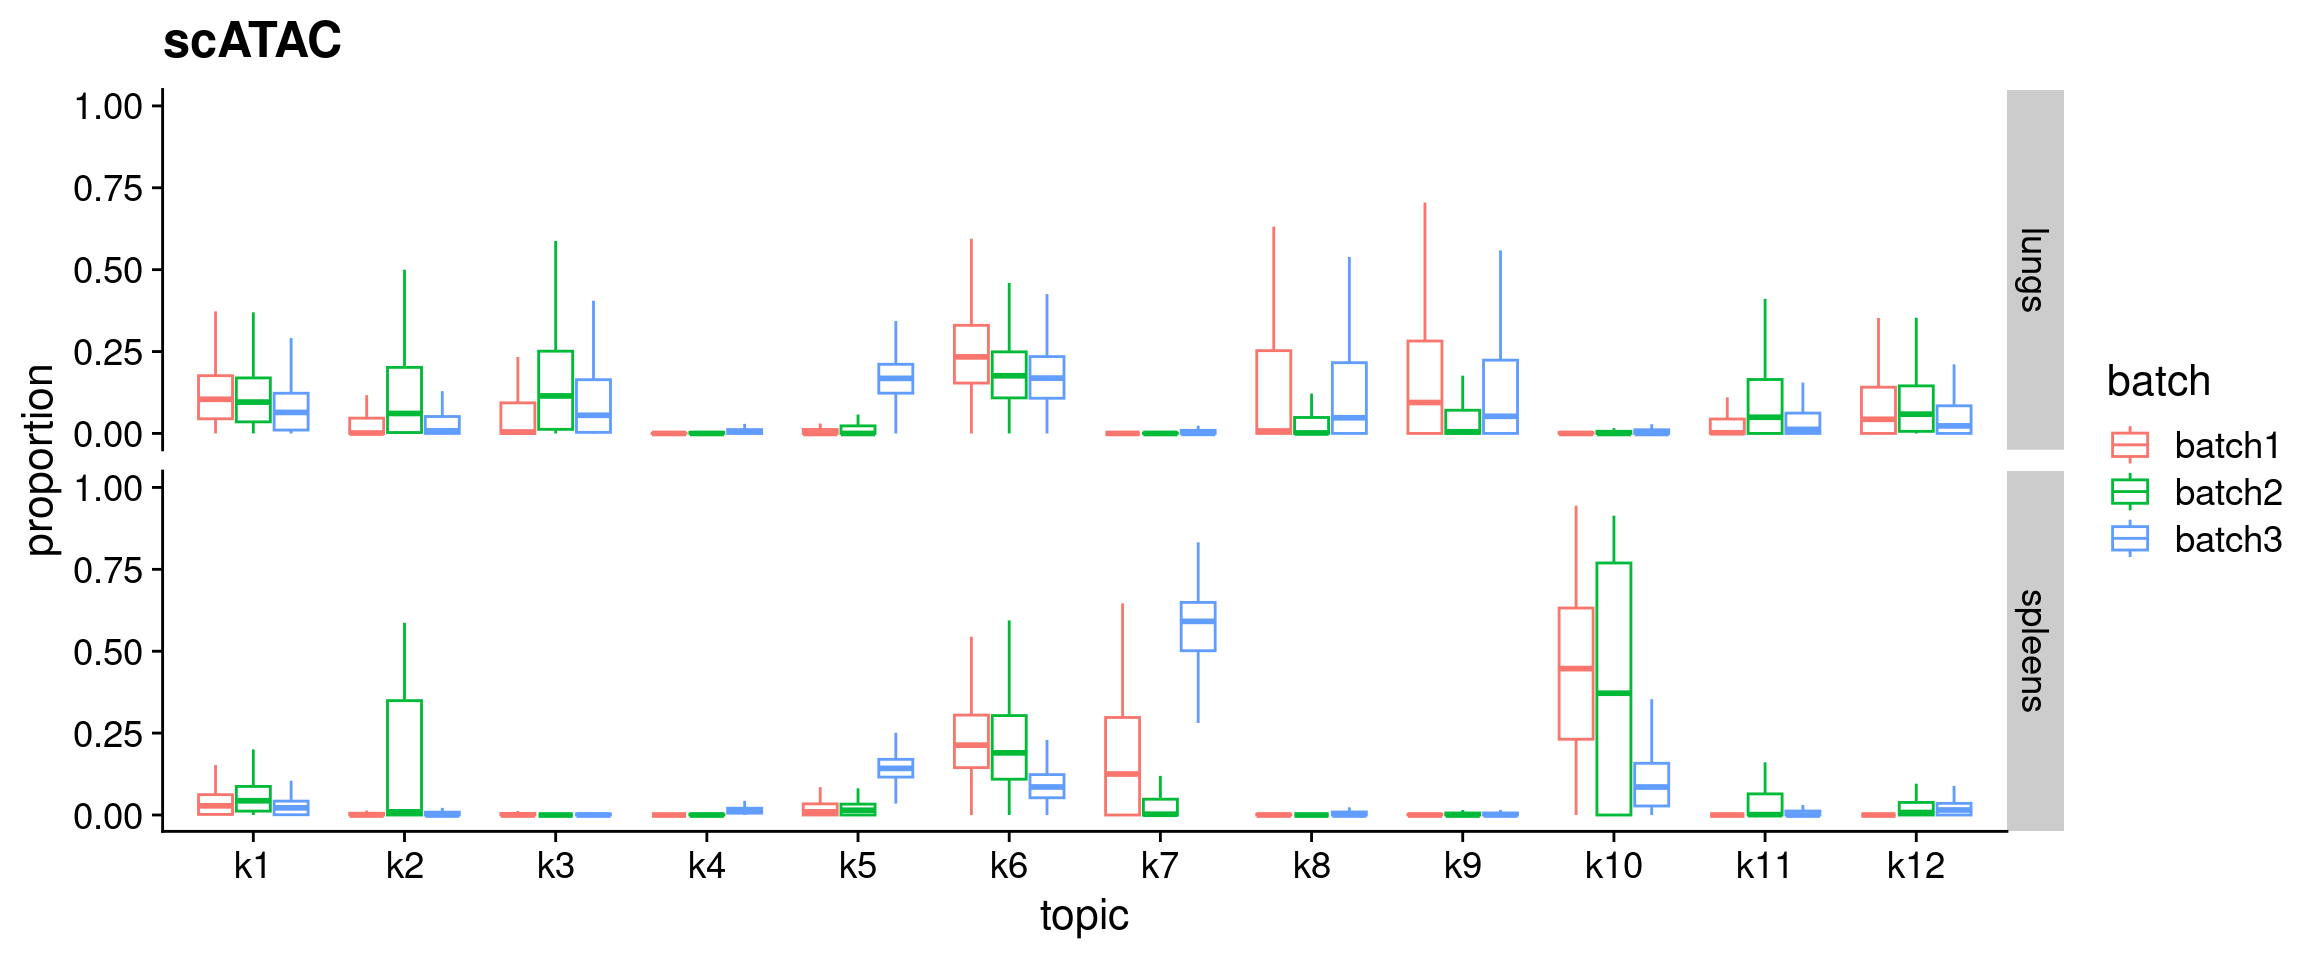 scATAC
proportion
1.00
0.75
0.50
0.25
0.00
lungs
1.00
0.75
0.50
0.25
0.00
spleens
k1 k2 k3 k4 k5 k6 k7 k8 k9 k10 k11 k12
topic
batch
batch1
batch2
batch3